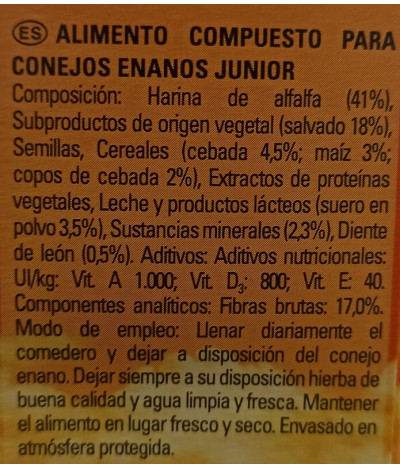 ES ALIMENTO COMPUESTO PARA
CONEJOS ENANOS JUNIOR
Composición: Harina de alfalfa (41%),
Subproductos de origen vegetal (salvado 18%),
Semillas, Cereales (cebada 4,5%; maíz 3%;
copos de cebada 2%), Extractos de proteínas
vegetales, Leche y productos lácteos (suero en
polvo 3,5%), Sustancias minerales (2,3%), Diente
de león (0,5%). Aditivos: Aditivos nutricionales:
UI/kg: Vit. A 1.000; Vit. D₃: 800; Vit. E: 40.
Componentes analíticos: Fibras brutas: 17,0%.
Modo de empleo: Llenar diariamente el
comedero y dejar a disposición del conejo
enano. Dejar siempre a su disposición hierba de
buena calidad y agua limpia y fresca. Mantener
el alimento en lugar fresco y seco. Envasado en
atmósfera protegida.